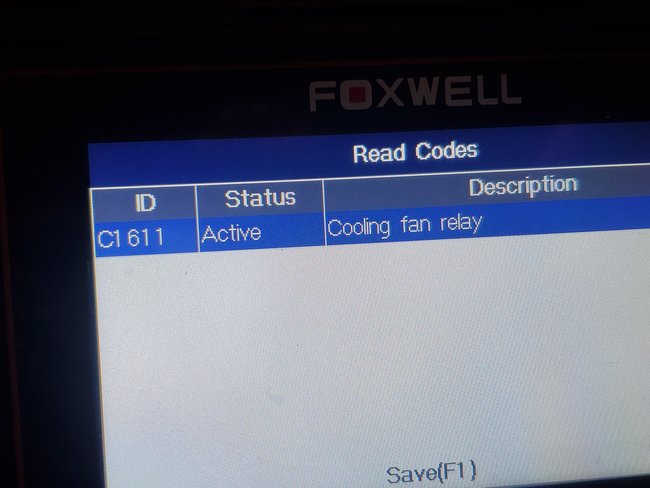 FOXWELL
Read Codes
ID Status Description
C1611 Active Cooling fan relay
Save(F1)